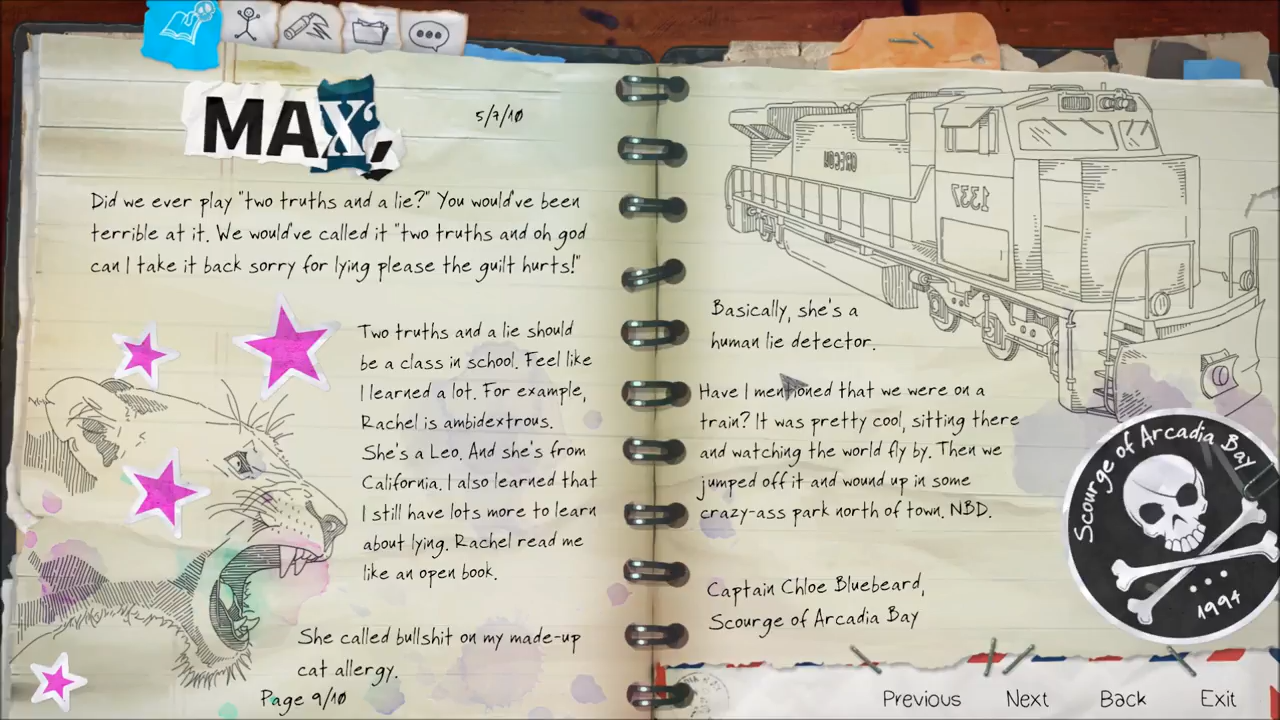 MAX,
5/7/10
Did we ever play "two truths and a lie?" You would've been
terrible at it. We would've called it "two truths and oh god
can I take it back sorry for lying please the guilt hurts!"
Two truths and a lie should
be a class in school. Feel like
I learned a lot. For example,
Rachel is ambidextrous.
She's a Leo. And she's from
California. I also learned that
I still have lots more to learn
about lying. Rachel read me
like an open book.
She called bullshit on my made-up
cat allergy.
Page 9/10
OREGON
1337
Basically, she's a
human lie detector.
Have I mentioned that we were on a
train? It was pretty cool, sitting there
and watching the world fly by. Then we
jumped off it and wound up in some
crazy-ass park north of town. NBD.
Captain Chloe Bluebeard,
Scourge of Arcadia Bay
Scourge of Arcadia Bay
1994
Previous
Next
Back
Exit